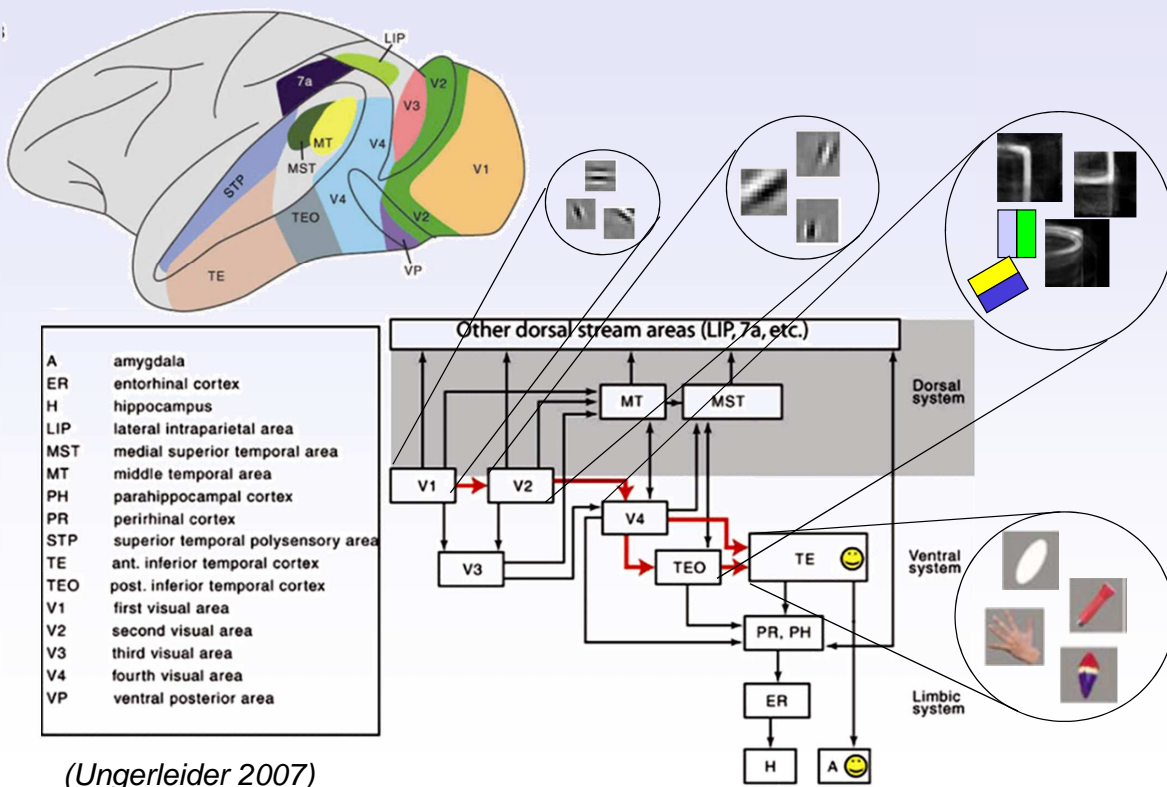 LIP
7a
V2
V3
MT
V4
V1
MST
STP
TEO
V4
V2
TE
VP
A amygdala
ER entorhinal cortex
H hippocampus
LIP lateral intraparietal area
MST medial superior temporal area
MT middle temporal area
PH parahippocampal cortex
PR perirhinal cortex
STP superior temporal polysensory area
TE ant. inferior temporal cortex
TEO post. inferior temporal cortex
V1 first visual area
V2 second visual area
V3 third visual area
V4 fourth visual area
VP ventral posterior area
(Ungerleider 2007)
Other dorsal stream areas (LIP, 7a, etc.)
Dorsal
system
MT
MST
V1
V2
V4
V3
TEO
TE
Ventral
system
PR, PH
ER
Limbic
system
H
A